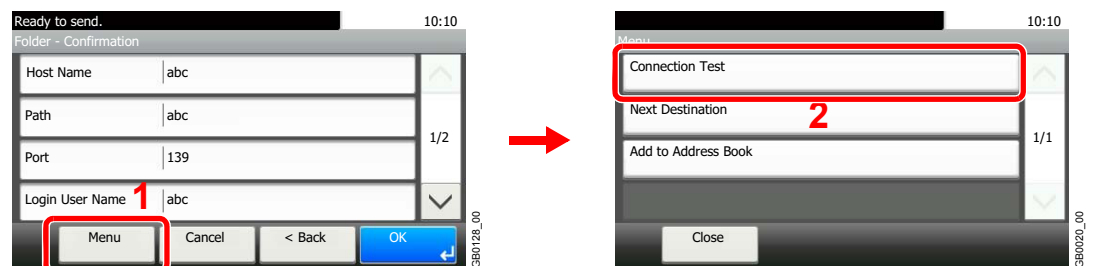 Ready to send.
10:10
Folder - Confirmation
Host Name abc
Path abc
1/2
Port 139
Login User Name abc
1
Menu Cancel < Back OK
GB0128_00
10:10
Menu
Connection Test
Next Destination
2
1/1
Add to Address Book
Close
GB0020_00